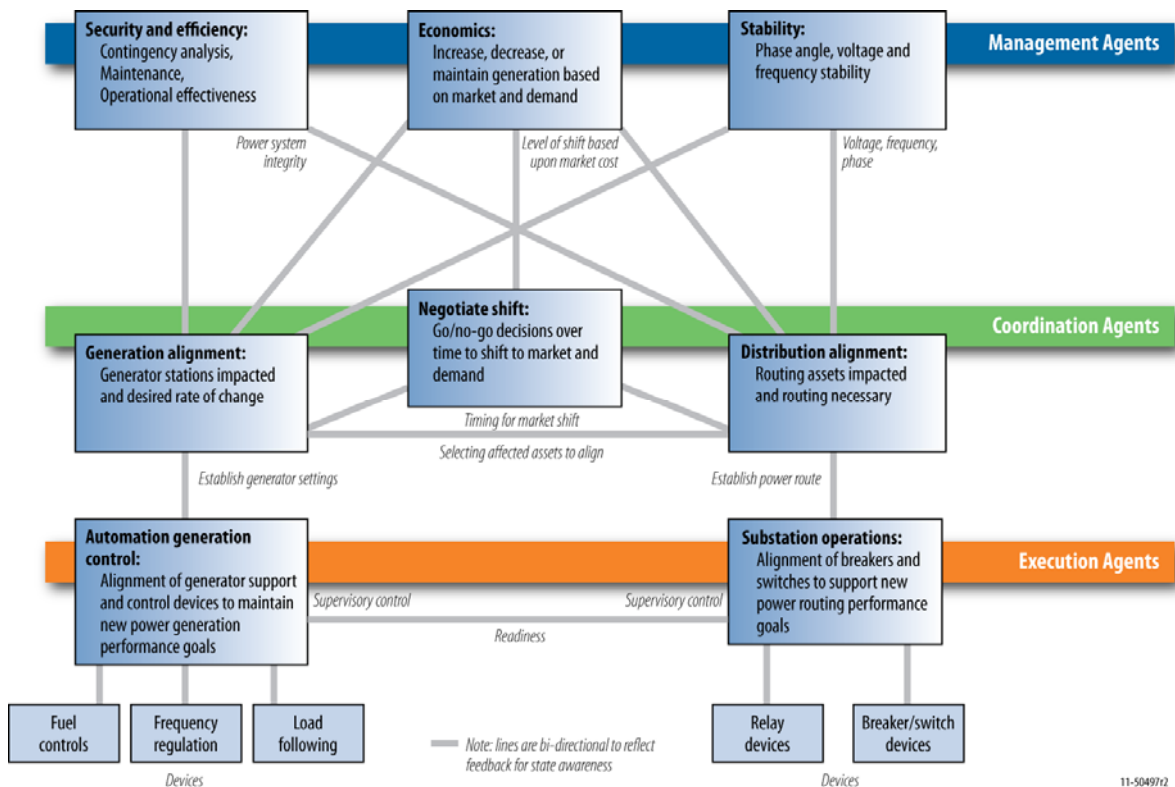 Security and efficiency:
Contingency analysis,
Maintenance,
Operational effectiveness
Economics:
Increase, decrease, or
maintain generation based
on market and demand
Stability:
Phase angle, voltage and
frequency stability
Management Agents
Power system
integrity
Level of shift based
upon market cost
Voltage, frequency,
phase
Negotiate shift:
Go/no-go decisions over
time to shift to market and
demand
Coordination Agents
Generation alignment:
Generator stations impacted
and desired rate of change
Distribution alignment:
Routing assets impacted
and routing necessary
Timing for market shift
Selecting affected assets to align
Establish generator settings
Establish power route
Automation generation
control:
Alignment of generator support
and control devices to maintain
new power generation
performance goals
Substation operations:
Alignment of breakers and
switches to support new
power routing performance
goals
Execution Agents
Supervisory control
Supervisory control
Readiness
Fuel
controls
Frequency
regulation
Load
following
Relay
devices
Breaker/switch
devices
Note: lines are bi-directional to reflect
feedback for state awareness
Devices
Devices
11-50497r2